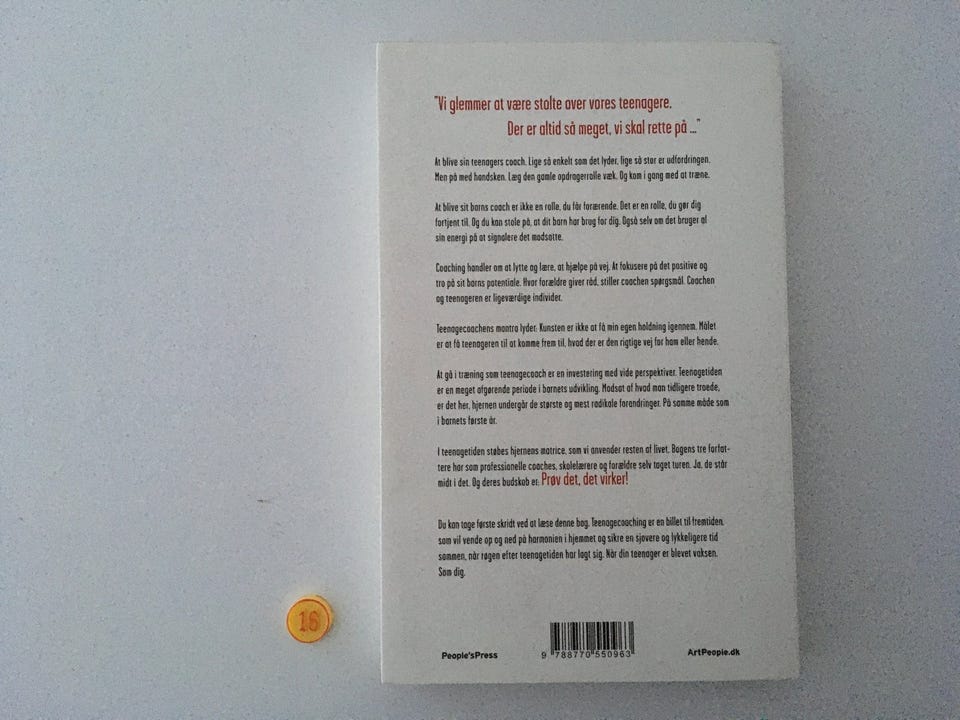 "Vi glemmer at være stolte over vores teenagere.
Der er altid så meget, vi skal rette på ..."
At blive sin teenagers coach. Lige så enkelt som det lyder, lige så stor er udfordringen.
Men på med handsken. Læg den gamle opdragerrolle væk. Og kom i gang med at træne.
At blive sit barns coach er ikke en rolle, du får forærende. Det er en rolle, du gør dig
fortjent til. Og du kan stole på, at dit barn har brug for dig. Også selv om det bruger al
sin energi på at signalere det modsatte.
Coaching handler om at lytte og lære, at hjælpe på vej. At fokusere på det positive og
tro på sit barns potentiale. Hvor forældre giver råd, stiller coachen spørgsmål. Coachen
og teenageren er ligeværdige individer.
Teenagecoachens mantra lyder: Kunsten er ikke at få min egen holdning igennem. Målet
er at få teenageren til at komme frem til, hvad der er den rigtige vej for ham eller hende.
At gå i træning som teenagecoach er en investering med vide perspektiver. Teenagetiden
er en meget afgørende periode i barnets udvikling. Modsat af hvad man tidligere troede,
er det her, hjernen undergår de største og mest radikale forandringer. På samme måde som
i barnets første år.
I teenagetiden støbes hjernens matrice, som vi anvender resten af livet. Bogens tre forfat-
tere har som professionelle coaches, skolelærere og forældre selv taget turen. Ja, de står
midt i det. Og deres budskab er: Prøv det, det virker!
Du kan tage første skridt ved at læse denne bog. Teenagecoaching er en billet til fremtiden,
som vil vende op og ned på harmonien i hjemmet og sikre en sjovere og lykkeligere tid
sammen, når røgen efter teenagetiden har lagt sig. Når din teenager er blevet voksen.
Som dig.
16
People'sPress
9 788770 550963
ArtPeople.dk